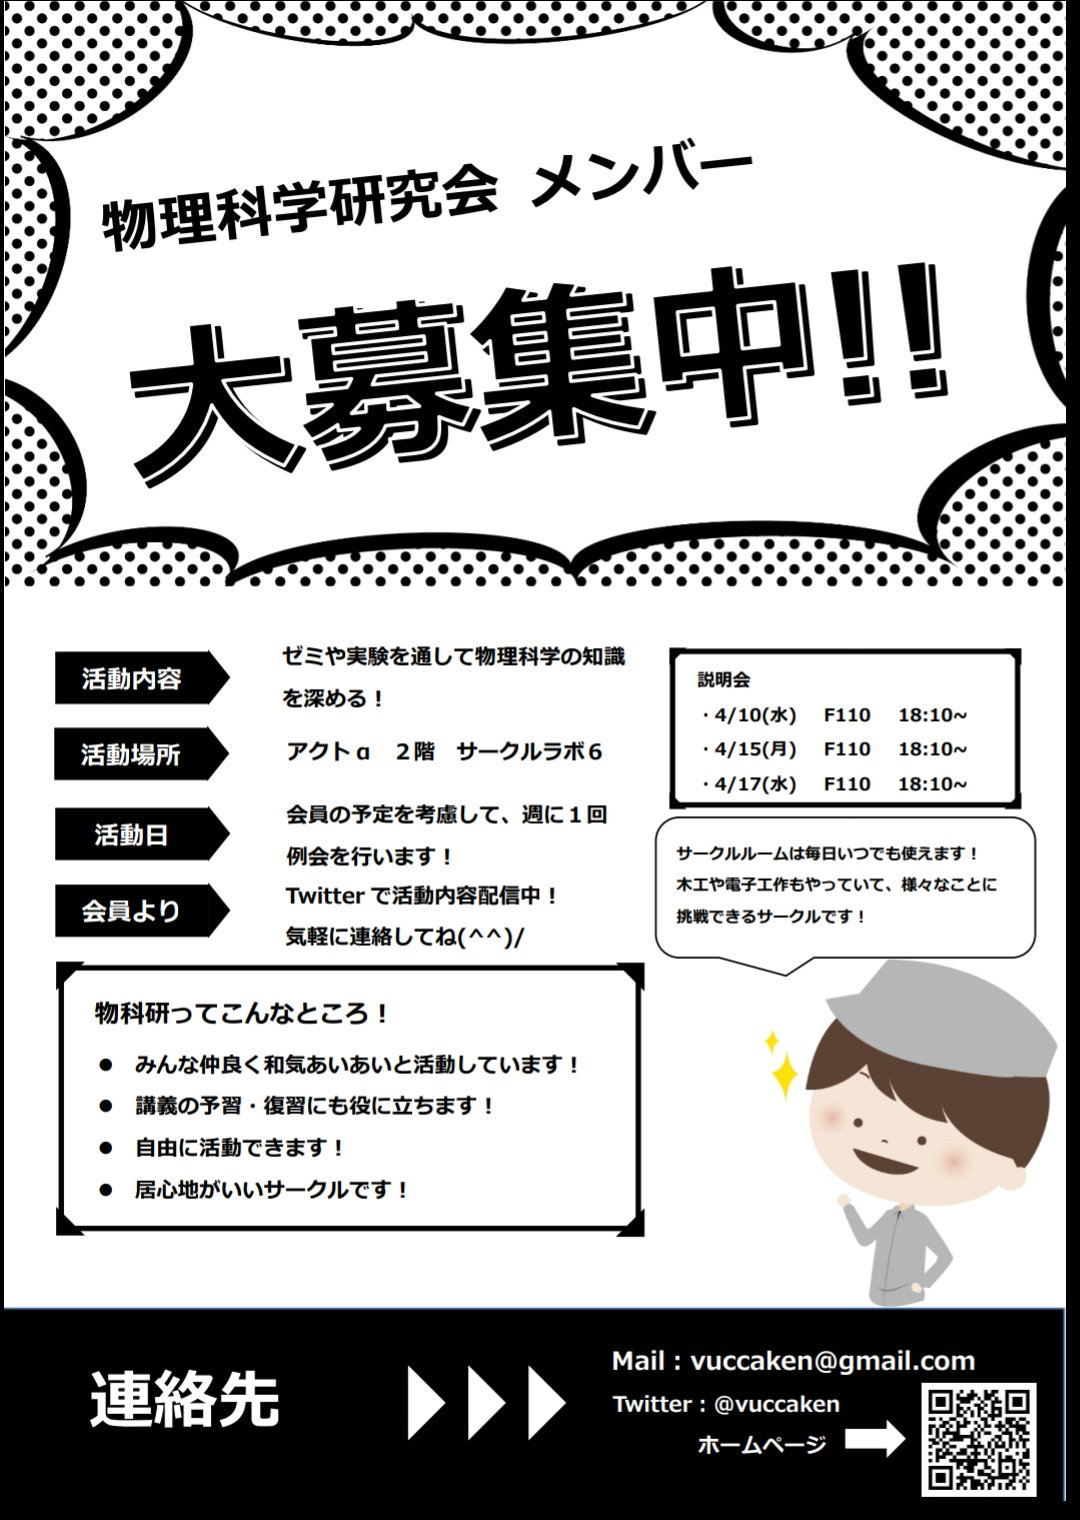 物理科学研究会 メンバー
大募集中!!
活動内容
ゼミや実験を通して物理科学の知識
を深める！
活動場所
アクトα　２階　サークルラボ６
活動日
会員の予定を考慮して、週に１回
例会を行います！
会員より
Twitter で活動内容配信中！
気軽に連絡してね(^^)/
説明会
・4/10(水)　F110　18:10~
・4/15(月)　F110　18:10~
・4/17(水)　F110　18:10~
サークルルームは毎日いつでも使えます！
木工や電子工作もやっていて、様々なことに
挑戦できるサークルです！
物科研ってこんなところ！
● みんな仲良く和気あいあいと活動しています！
● 講義の予習・復習にも役に立ちます！
● 自由に活動できます！
● 居心地がいいサークルです！
連絡先
Mail：vuccaken@gmail.com
Twitter：@vuccaken
ホームページ